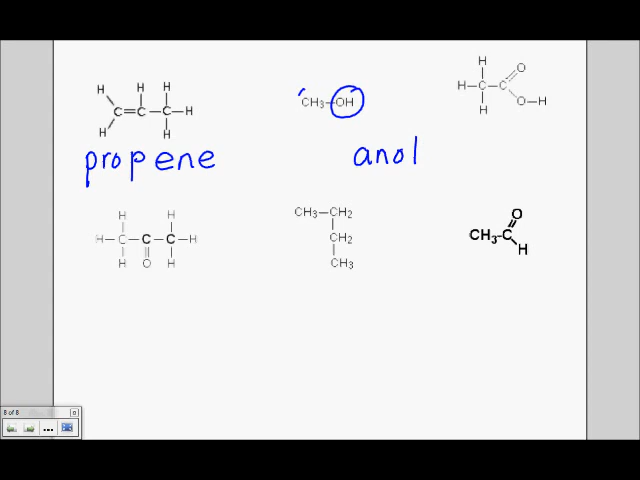 H H H H O
H C=C C H CH3-OH H C C
H H H O H
propene anol
H H CH3-CH2 O
H C C C H CH2 CH3-C
H O H CH3 H
8 of 8